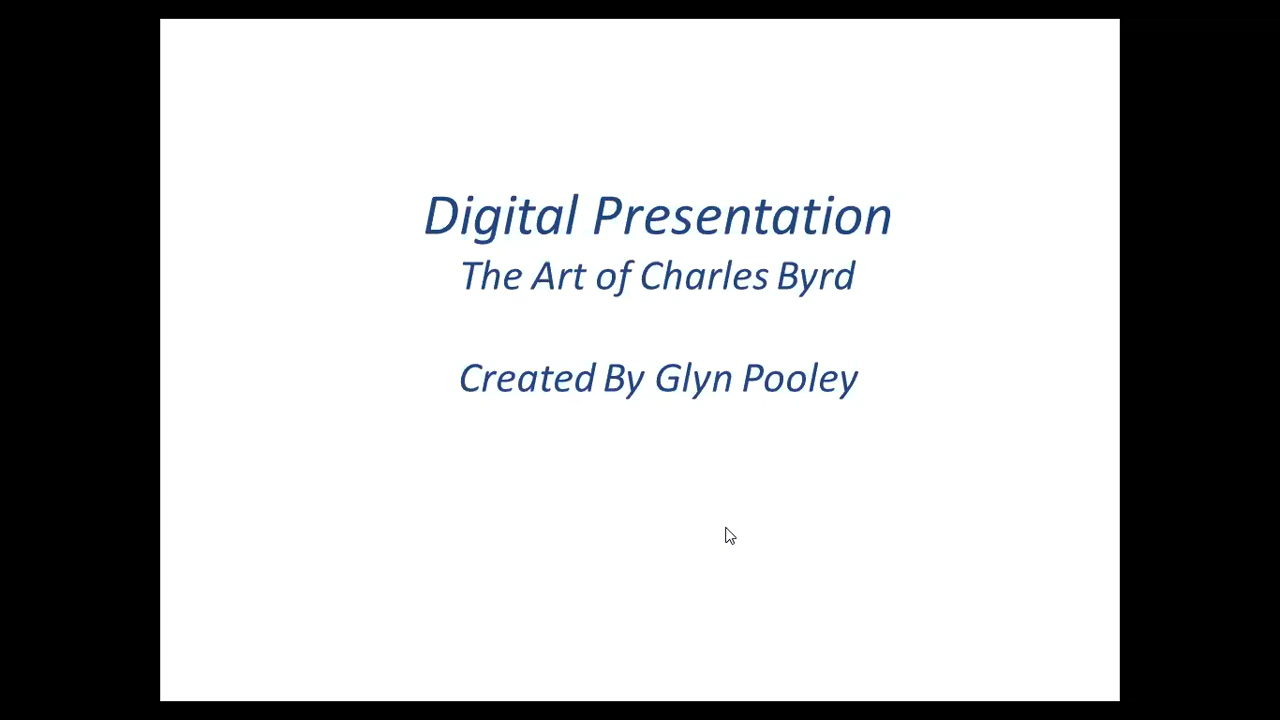 Digital Presentation
The Art of Charles Byrd
Created By Glyn Pooley